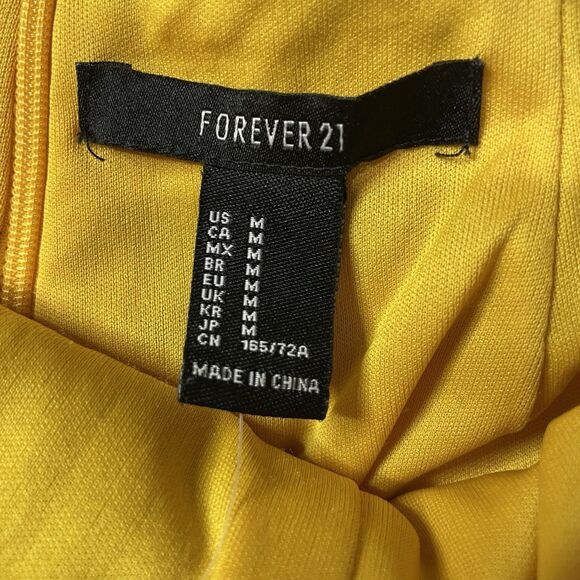 FOREVER 21
US M
CA M
MX M
BR M
EU M
UK M
KR M
JP M
CN 165/72A
MADE IN CHINA